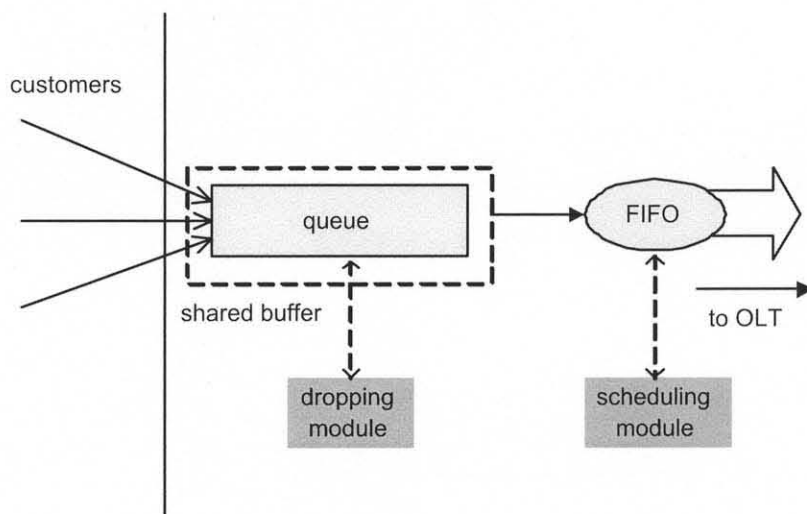 customers
queue
FIFO
shared buffer
to OLT
dropping
module
scheduling
module